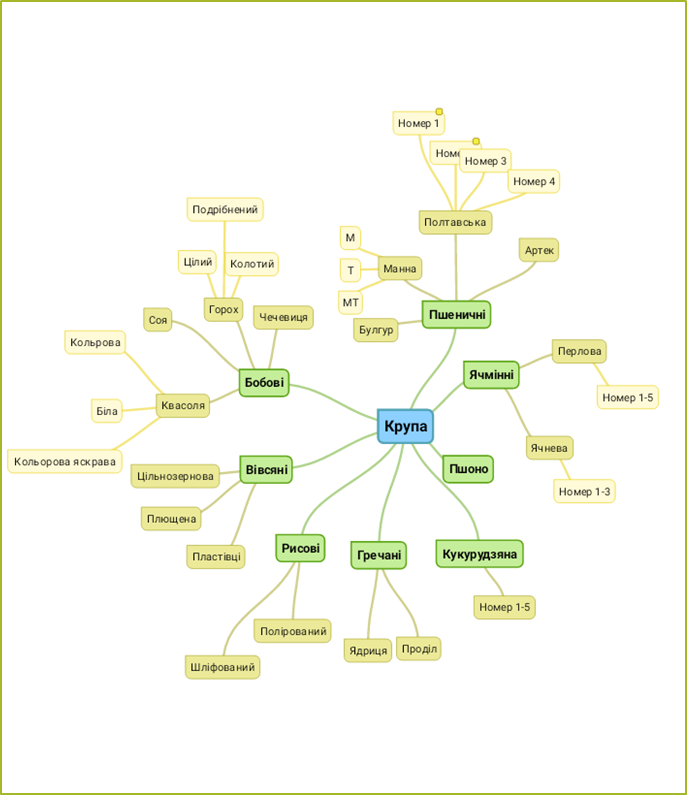 Номер 1
Номе
Номер 3
Номер 4
Полтавська
Артек
М
Т
МТ
Манна
Булгур
Пшеничні
Подрібнений
Цілий
Колотий
Горох
Чечевиця
Соя
Кольрова
Біла
Кольорова яскрава
Квасоля
Бобові
Ячмінні
Перлова
Номер 1-5
Ячнева
Номер 1-3
Крупа
Пшоно
Вівсяні
Цільнозернова
Плющена
Пластівці
Рисові
Полірований
Шліфований
Гречані
Ядриця
Проділ
Кукурудзяна
Номер 1-5